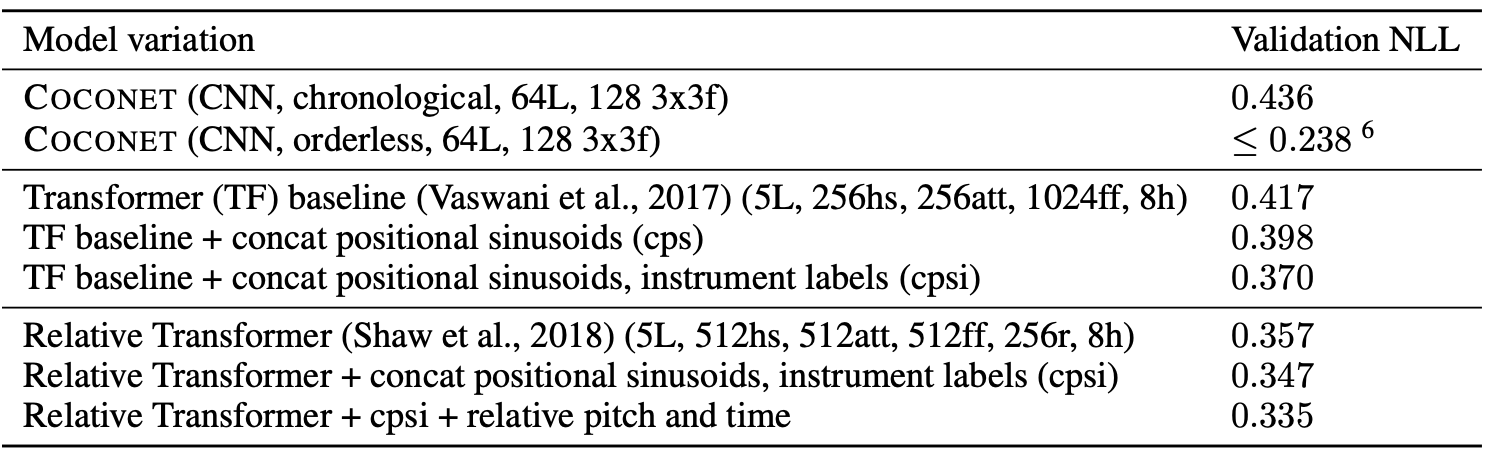 Model variation Validation NLL
COCONET (CNN, chronological, 64L, 128 3x3f) 0.436
COCONET (CNN, orderless, 64L, 128 3x3f) ≤ 0.238 6
Transformer (TF) baseline (Vaswani et al., 2017) (5L, 256hs, 256att, 1024ff, 8h) 0.417
TF baseline + concat positional sinusoids (cps) 0.398
TF baseline + concat positional sinusoids, instrument labels (cpsi) 0.370
Relative Transformer (Shaw et al., 2018) (5L, 512hs, 512att, 512ff, 256r, 8h) 0.357
Relative Transformer + concat positional sinusoids, instrument labels (cpsi) 0.347
Relative Transformer + cpsi + relative pitch and time 0.335